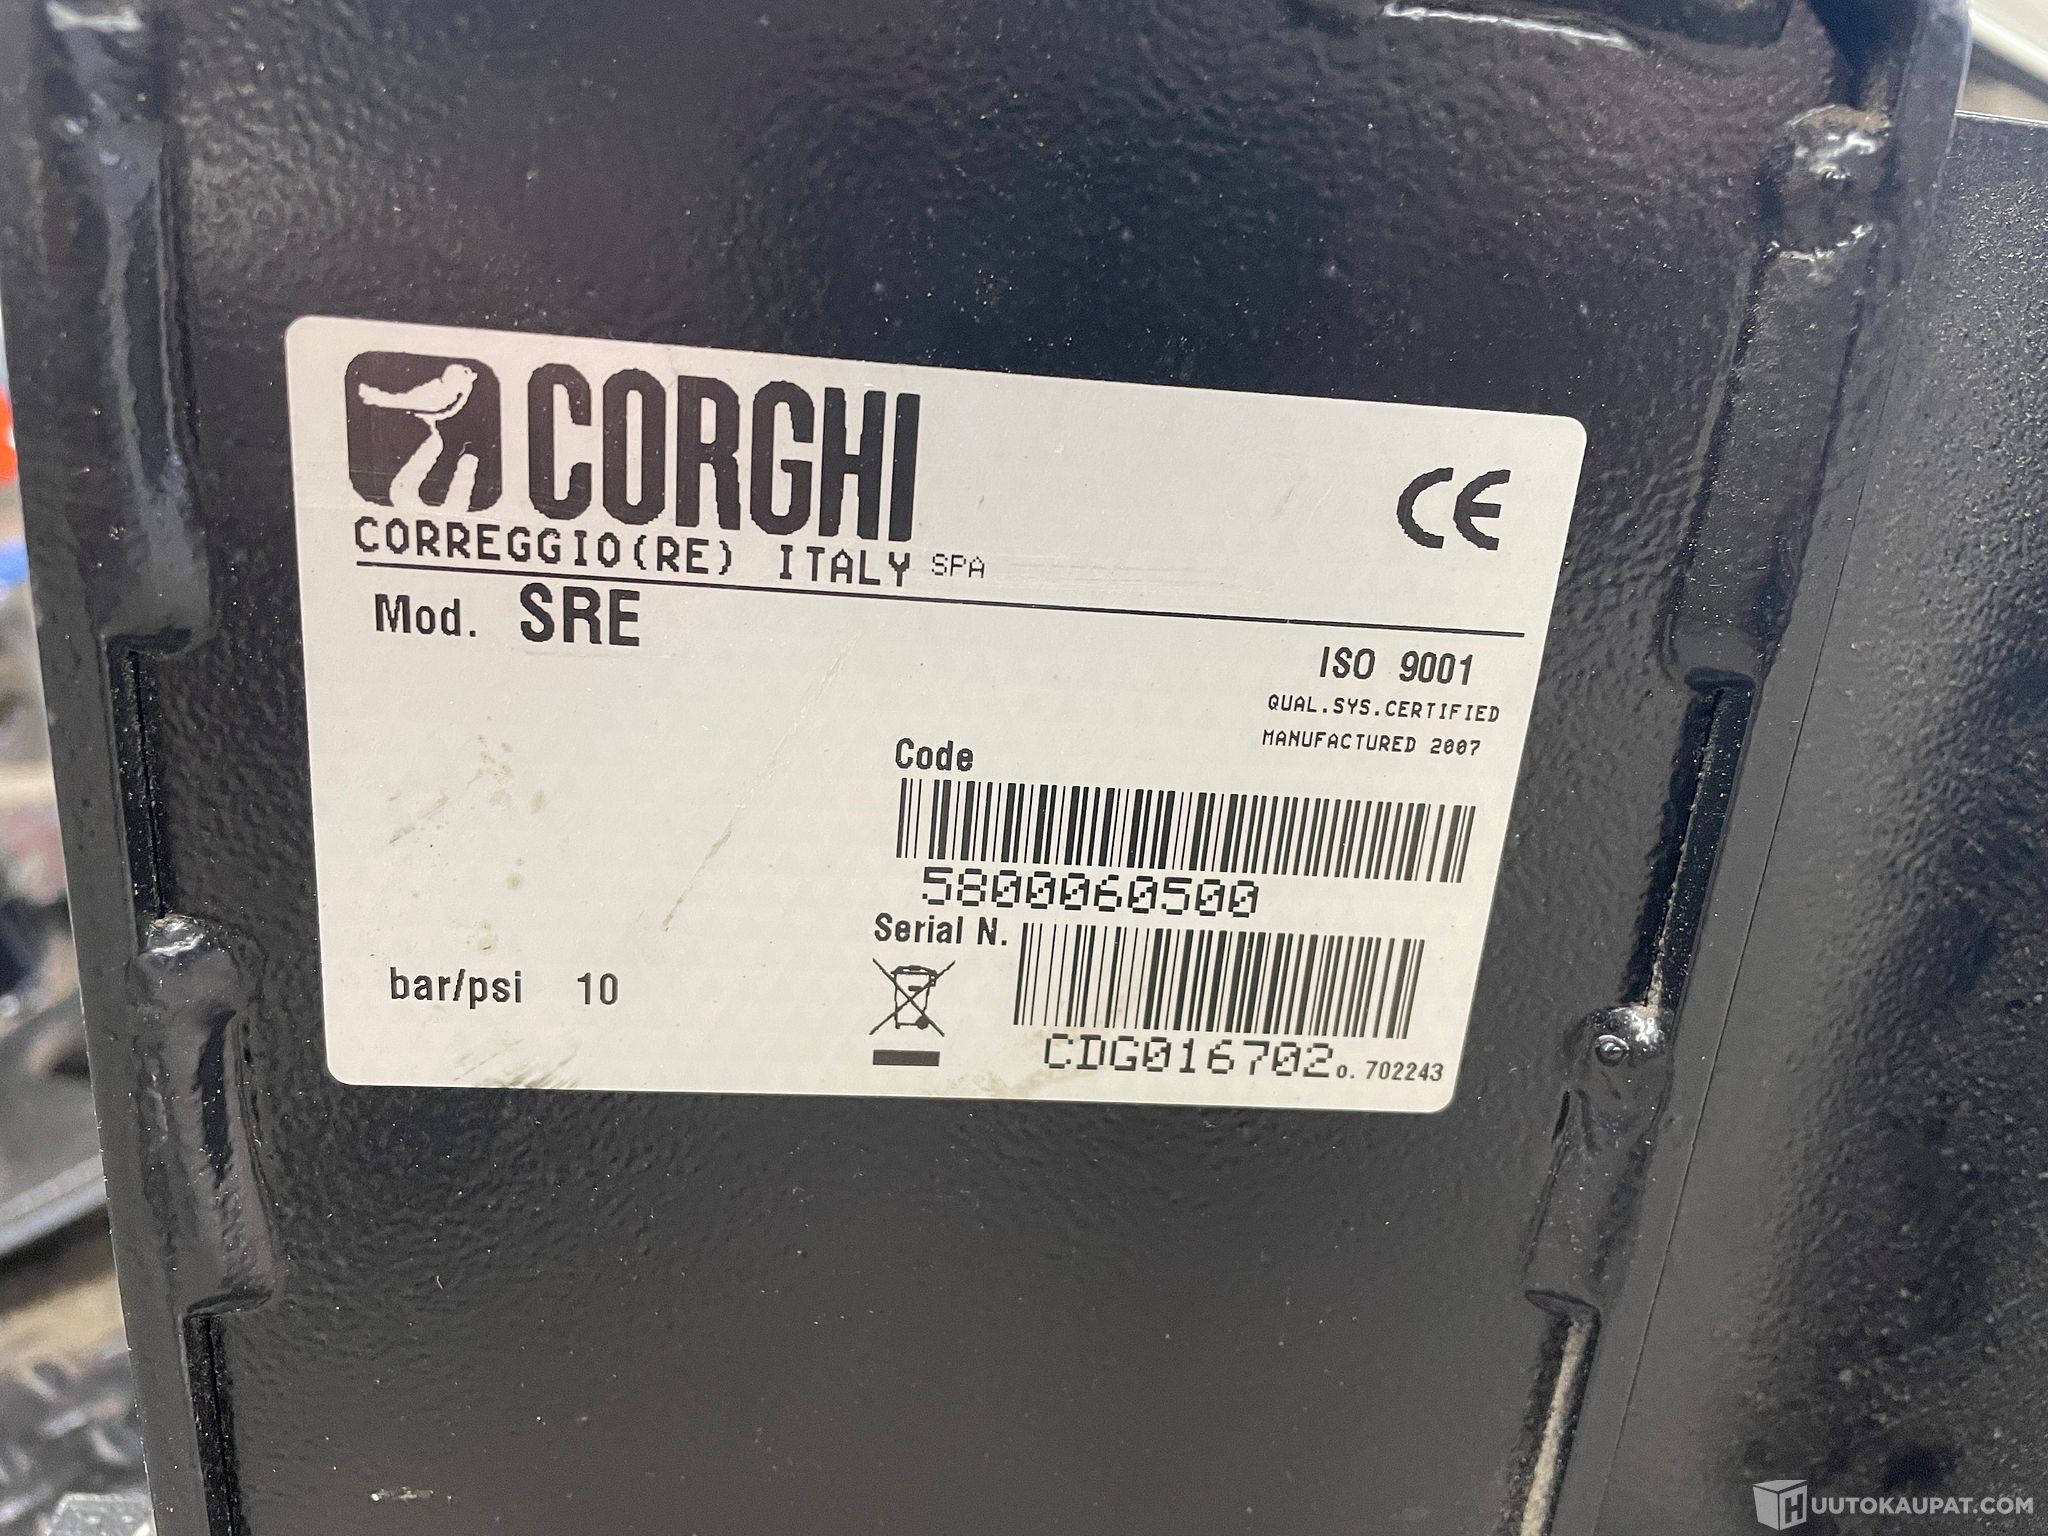 CORGHI
CORREGGIO(RE) ITALY SPA
CE
Mod. SRE
ISO 9001
QUAL.SYS.CERTIFIED
MANUFACTURED 2007
Code
5800060500
Serial N.
bar/psi 10
CDG016702 o. 702243
HUUTOKAUPAT.COM